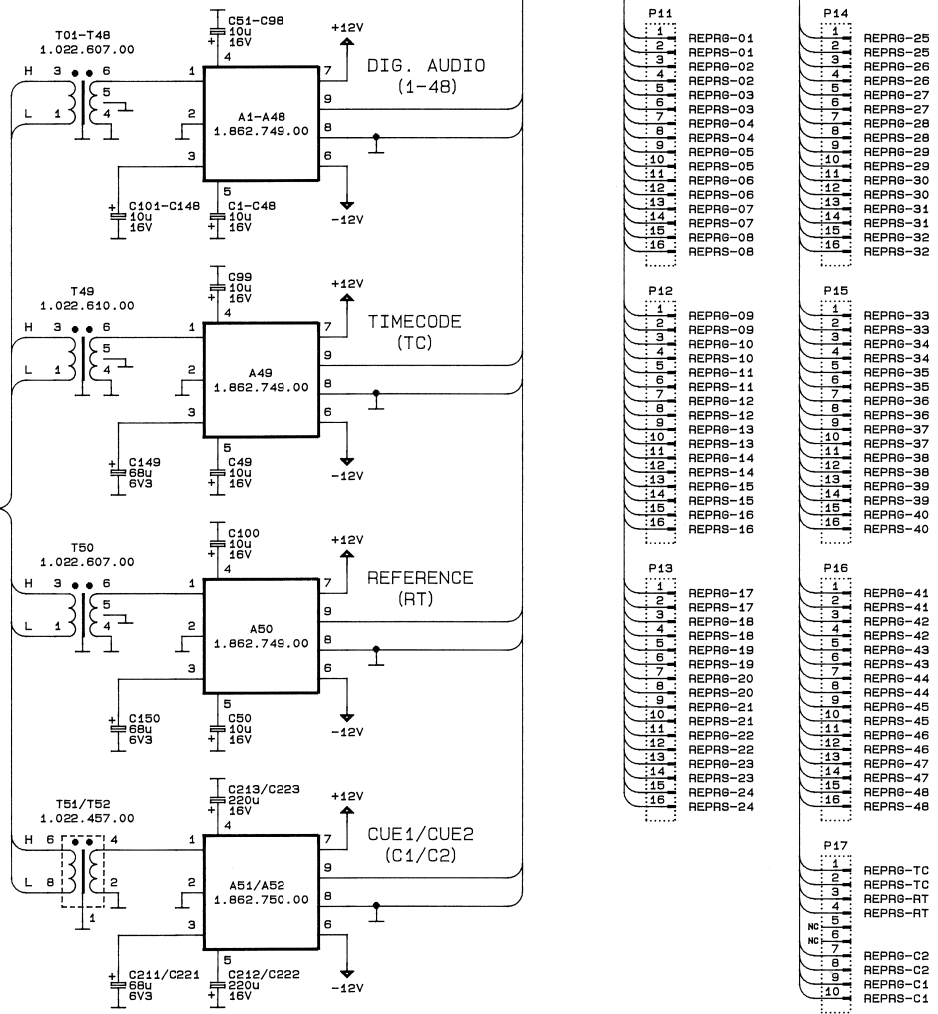 T01-T48
1.022.607.00
H 3 6
5
L 1 4
C51-C98
10u
16V
+
4
+12V
DIG. AUDIO
(1-48)
1 7
A1-A48
1.862.749.00
9
2 8
3 6
5
+ C101-C148
10u
16V
C1-C48
+ 10u
16V
-12V
T49
1.022.610.00
H 3 6
5
L 1 4
C99
10u
+ 16V
4
+12V
TIMECODE
(TC)
1 7
A49
1.862.749.00
9
2 8
3 6
5
+ C149
68u
6V3
C49
+ 10u
16V
-12V
T50
1.022.607.00
H 3 6
5
L 1 4
C100
10u
+ 16V
4
+12V
REFERENCE
(RT)
1 7
A50
1.862.749.00
9
2 8
3 6
5
+ C150
68u
6V3
C50
+ 10u
16V
-12V
T51/T52
1.022.457.00
H 6 4
L 8 2
1
C213/C223
220u
+ 16V
4
+12V
CUE1/CUE2
(C1/C2)
1 7
A51/A52
1.862.750.00
9
2 8
3 6
5
+ C211/C221
68u
6V3
C212/C222
+ 220u
16V
-12V
P11
1 REPRG-01
2 REPRS-01
3 REPRG-02
4 REPRS-02
5 REPRG-03
6 REPRS-03
7 REPRG-04
8 REPRS-04
9 REPRG-05
10 REPRS-05
11 REPRG-06
12 REPRS-06
13 REPRG-07
14 REPRS-07
15 REPRG-08
16 REPRS-08
P12
1 REPRG-09
2 REPRS-09
3 REPRG-10
4 REPRS-10
5 REPRG-11
6 REPRS-11
7 REPRG-12
8 REPRS-12
9 REPRG-13
10 REPRS-13
11 REPRG-14
12 REPRS-14
13 REPRG-15
14 REPRS-15
15 REPRG-16
16 REPRS-16
P13
1 REPRG-17
2 REPRS-17
3 REPRG-18
4 REPRS-18
5 REPRG-19
6 REPRS-19
7 REPRG-20
8 REPRS-20
9 REPRG-21
10 REPRS-21
11 REPRG-22
12 REPRS-22
13 REPRG-23
14 REPRS-23
15 REPRG-24
16 REPRS-24
P14
1 REPRG-25
2 REPRS-25
3 REPRG-26
4 REPRS-26
5 REPRG-27
6 REPRS-27
7 REPRG-28
8 REPRS-28
9 REPRG-29
10 REPRS-29
11 REPRG-30
12 REPRS-30
13 REPRG-31
14 REPRS-31
15 REPRG-32
16 REPRS-32
P15
1 REPRG-33
2 REPRS-33
3 REPRG-34
4 REPRS-34
5 REPRG-35
6 REPRS-35
7 REPRG-36
8 REPRS-36
9 REPRG-37
10 REPRS-37
11 REPRG-38
12 REPRS-38
13 REPRG-39
14 REPRS-39
15 REPRG-40
16 REPRS-40
P16
1 REPRG-41
2 REPRS-41
3 REPRG-42
4 REPRS-42
5 REPRG-43
6 REPRS-43
7 REPRG-44
8 REPRS-44
9 REPRG-45
10 REPRS-45
11 REPRG-46
12 REPRS-46
13 REPRG-47
14 REPRS-47
15 REPRG-48
16 REPRS-48
P17
1 REPRG-TC
2 REPRS-TC
3 REPRG-RT
4 REPRS-RT
NC 5
NC 6
7 REPRG-C2
8 REPRS-C2
9 REPRG-C1
10 REPRS-C1